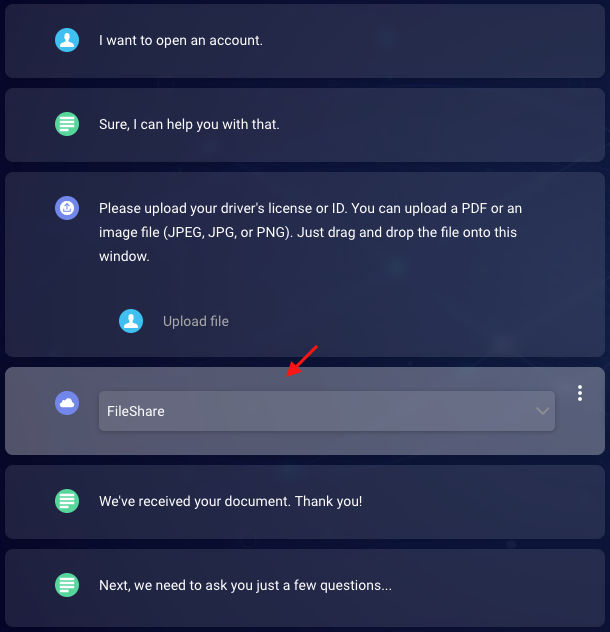 I want to open an account.
Sure, I can help you with that.
Please upload your driver's license or ID. You can upload a PDF or an
image file (JPEG, JPG, or PNG). Just drag and drop the file onto this
window.
Upload file
FileShare
We've received your document. Thank you!
Next, we need to ask you just a few questions...